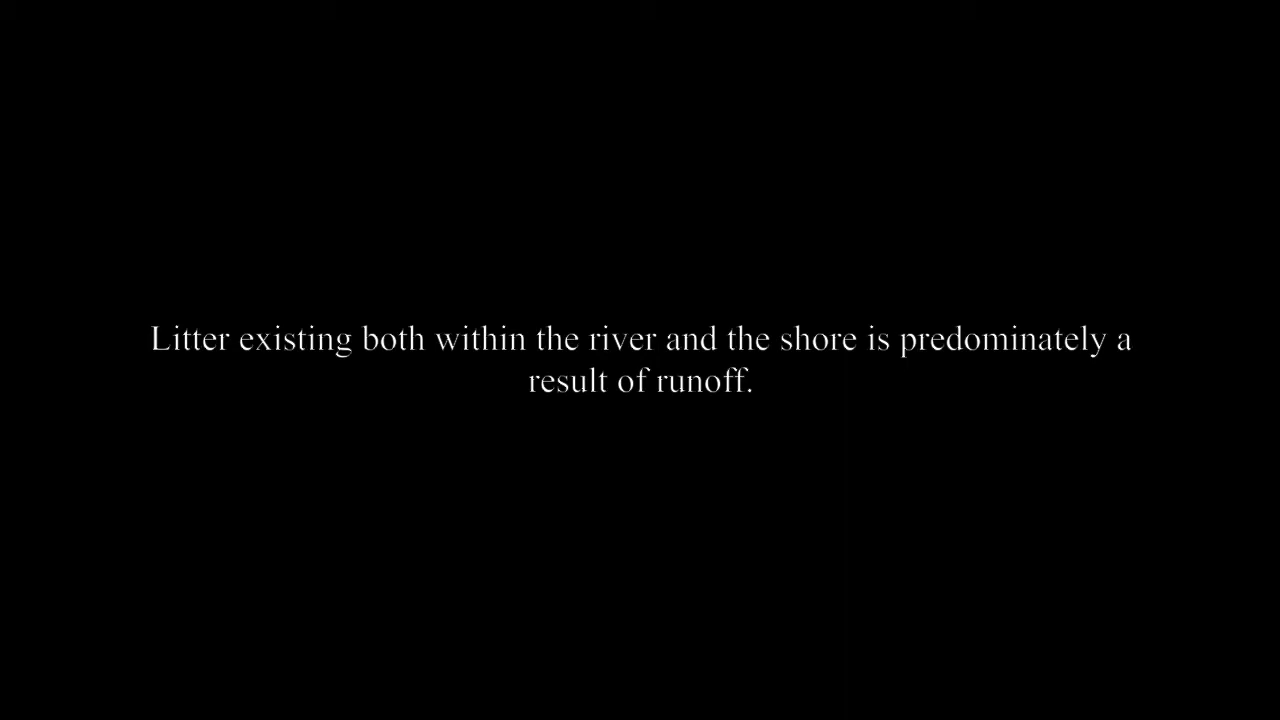 Litter existing both within the river and the shore is predominately a
result of runoff.